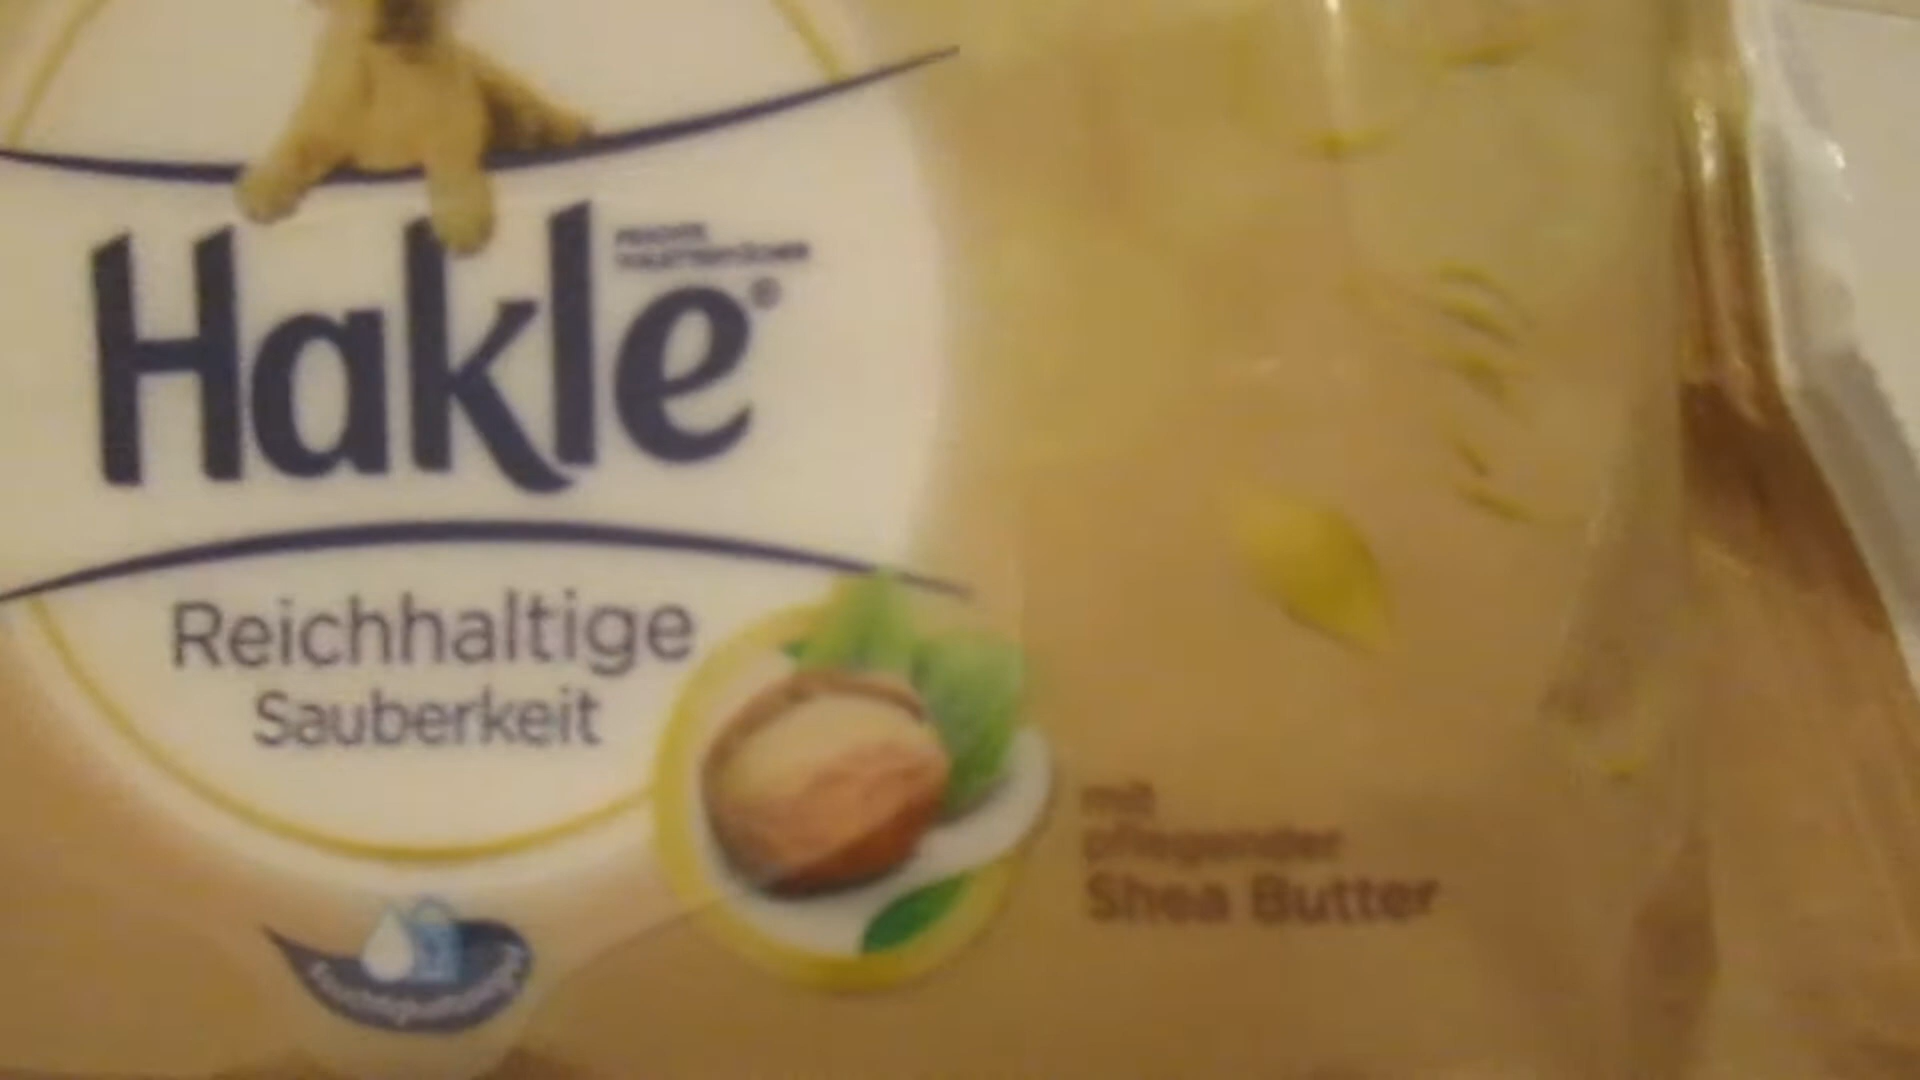 Hakle®
Reichhaltige
Sauberkeit
mit
pflegender
Shea Butter